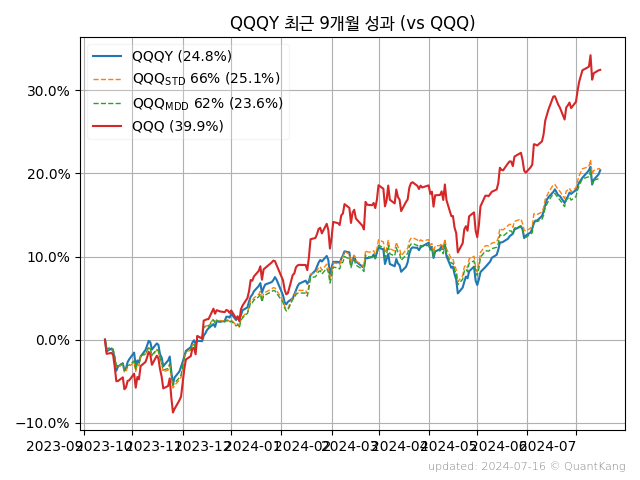 QQQY 최근 9개월 성과 (vs QQQ)
QQQY (24.8%)
QQQSTD 66% (25.1%)
QQQMDD 62% (23.6%)
QQQ (39.9%)
30.0%
20.0%
10.0%
0.0%
−10.0%
2023-09 2023-10 2023-11 2023-12 2024-01 2024-02 2024-03 2024-04 2024-05 2024-06 2024-07
updated: 2024-07-16 © QuantKang